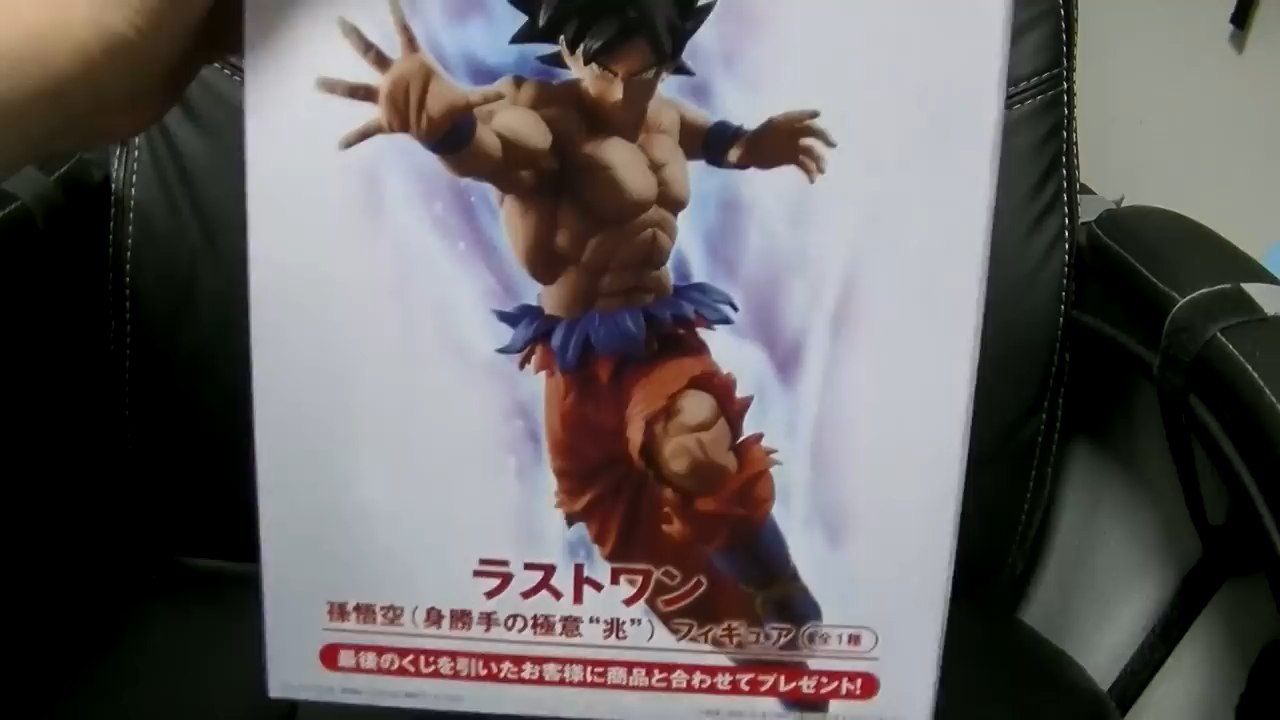 ラストワン
孫悟空(身勝手の極意“兆”) フィギュア 全1種
最後のくじを引いたお客様に商品と合わせてプレゼント!